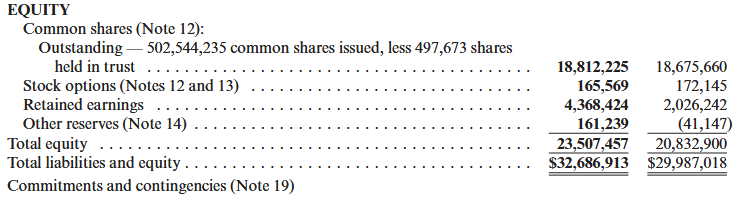 EQUITY
Common shares (Note 12):
Outstanding — 502,544,235 common shares issued, less 497,673 shares
held in trust . . . . . . . . . . . . . . . . . . . . . . . . . . . . . . . . . . . . . . . . . . 18,812,225 18,675,660
Stock options (Notes 12 and 13) . . . . . . . . . . . . . . . . . . . . . . . . . . . . . . 165,569 172,145
Retained earnings . . . . . . . . . . . . . . . . . . . . . . . . . . . . . . . . . . . . . . . . . 4,368,424 2,026,242
Other reserves (Note 14) . . . . . . . . . . . . . . . . . . . . . . . . . . . . . . . . . . . . 161,239 (41,147)
Total equity . . . . . . . . . . . . . . . . . . . . . . . . . . . . . . . . . . . . . . . . . . . . . . 23,507,457 20,832,900
Total liabilities and equity . . . . . . . . . . . . . . . . . . . . . . . . . . . . . . . . . . . . $32,686,913 $29,987,018
Commitments and contingencies (Note 19)